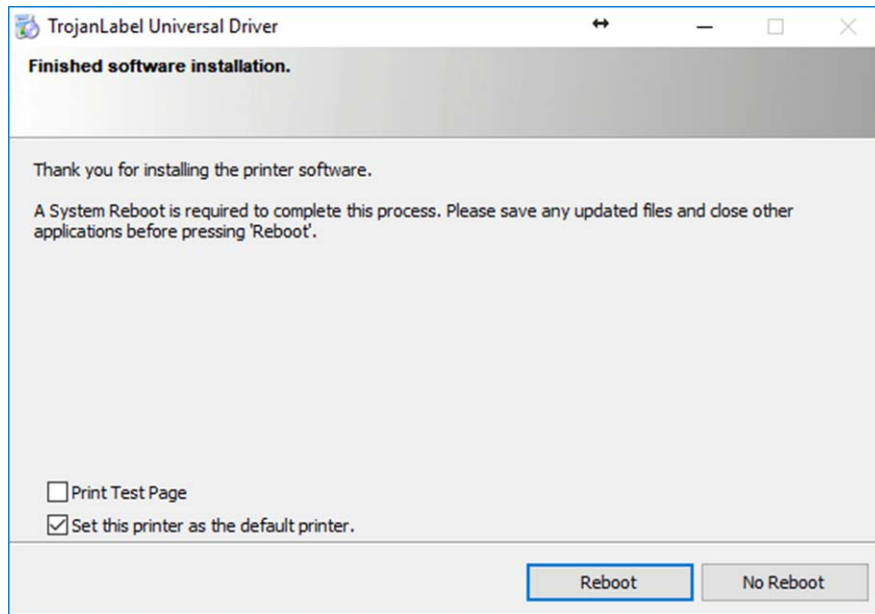 TrojanLabel Universal Driver
Finished software installation.
Thank you for installing the printer software.
A System Reboot is required to complete this process. Please save any updated files and close other
applications before pressing 'Reboot'.
Print Test Page
Set this printer as the default printer.
Reboot No Reboot